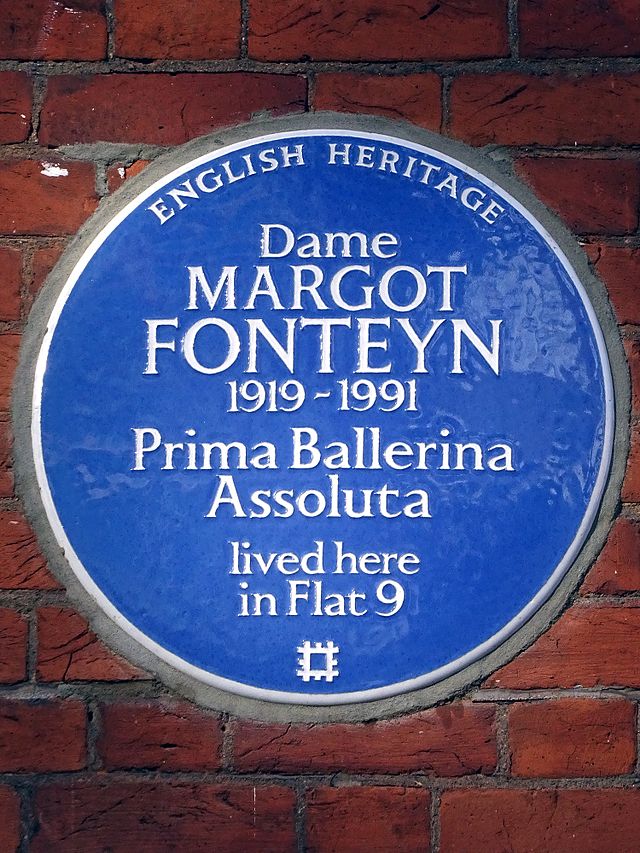 ENGLISH HERITAGE
Dame
MARGOT
FONTEYN
1919-1991
Prima Ballerina
Assoluta
lived here
in Flat 9